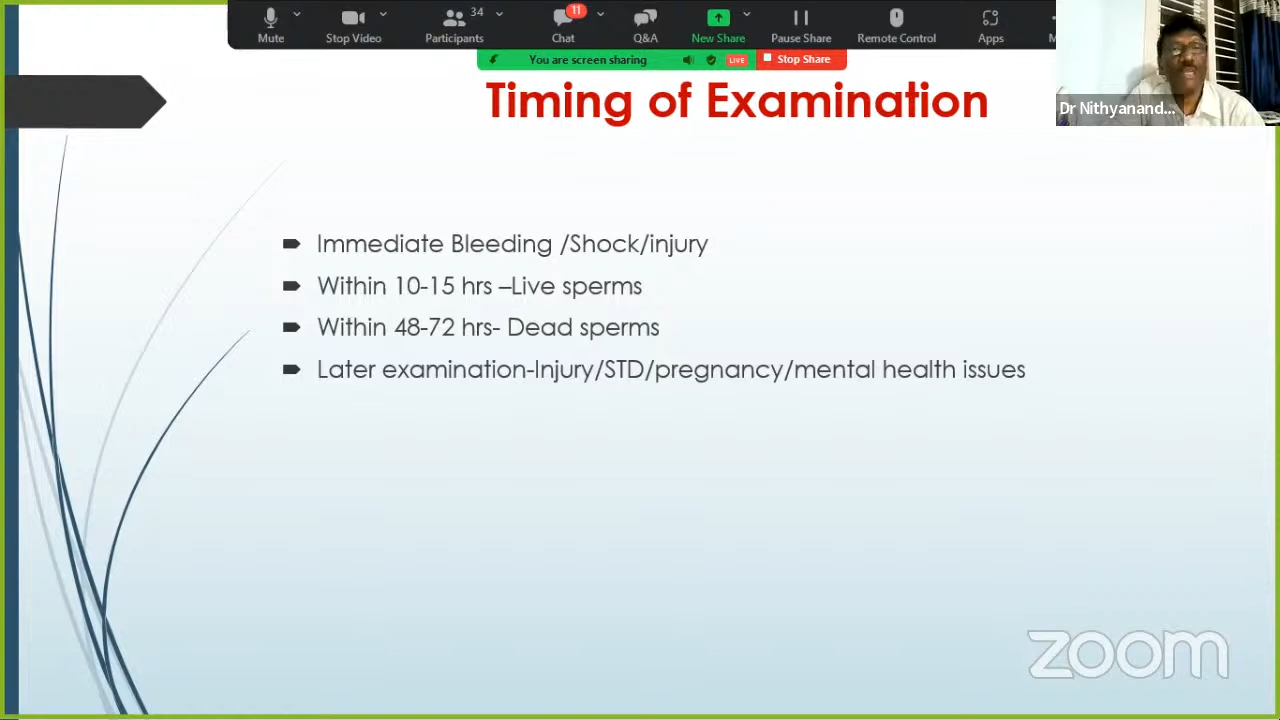 Mute
Stop Video
34
Participants
11
Chat
Q&A
New Share
Pause Share
Remote Control
Apps
You are screen sharing
LIVE
Stop Share
Dr Nithyanand...
Timing of Examination
Immediate Bleeding /Shock/injury
Within 10-15 hrs –Live sperms
Within 48-72 hrs- Dead sperms
Later examination-Injury/STD/pregnancy/mental health issues
zoom